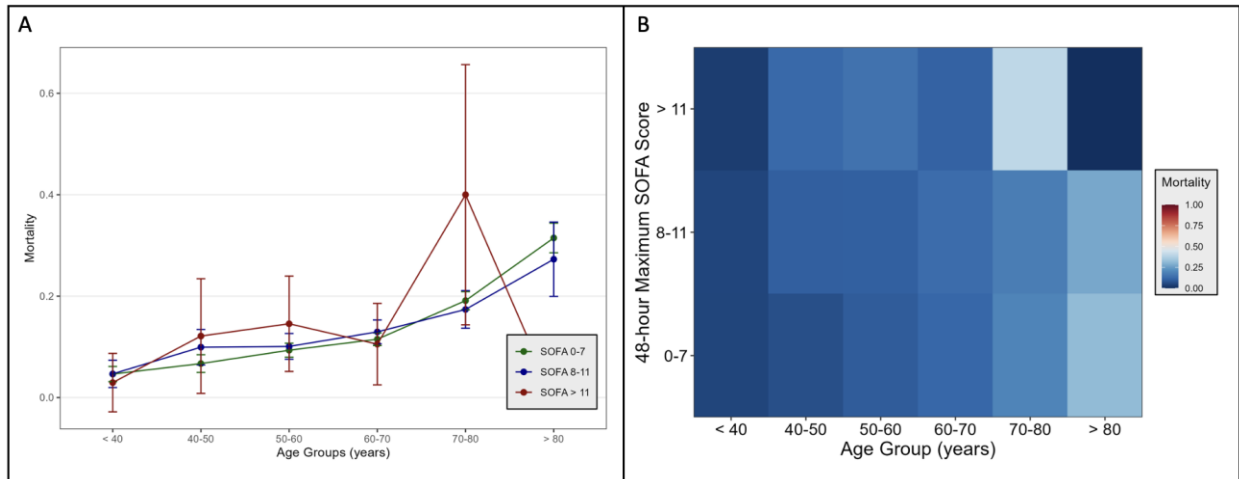 A
Mortality
0.6
0.4
0.2
0.0
SOFA 0-7
SOFA 8-11
SOFA > 11
< 40
40-50
50-60
60-70
70-80
> 80
Age Groups (years)
B
48-hour Maximum SOFA Score
> 11
8-11
0-7
< 40
40-50
50-60
60-70
70-80
> 80
Age Group (years)
Mortality
1.00
0.75
0.50
0.25
0.00